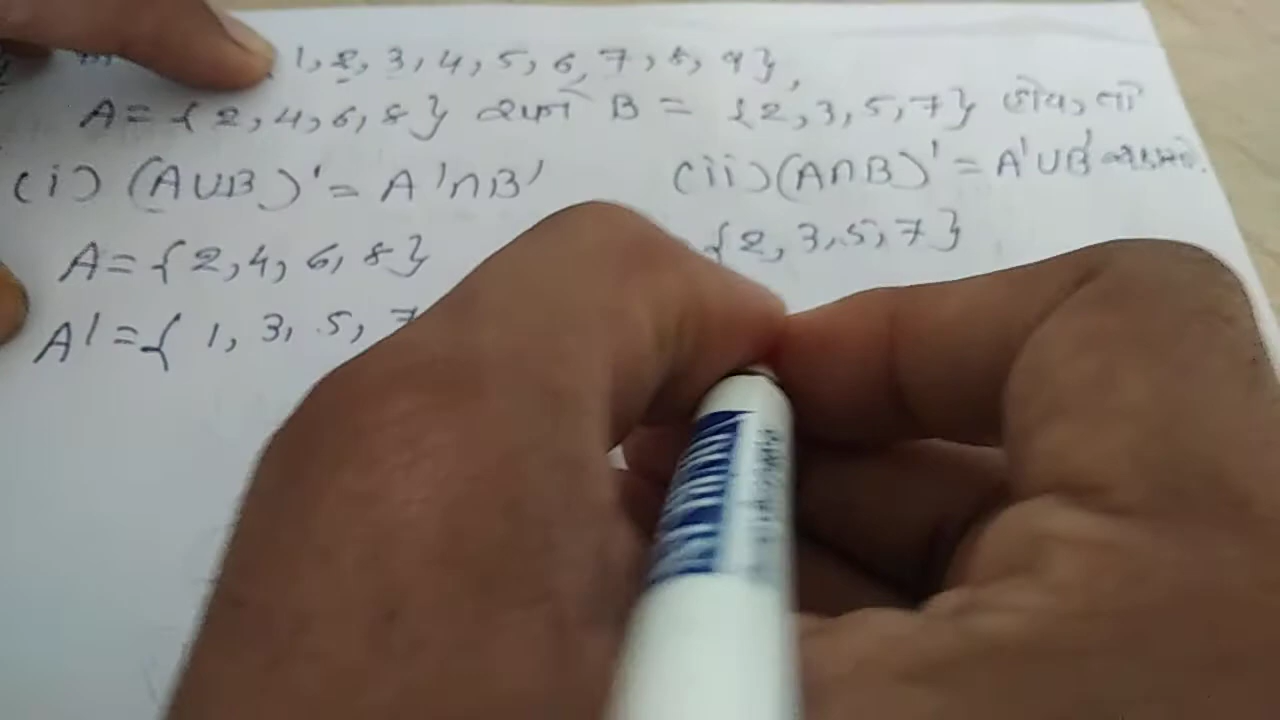 1, 2, 3, 4, 5, 6, 7, 8, 9},
A = {2, 4, 6, 8} અને B = {2, 3, 5, 7} હોય, તો
(i) (A∪B)' = A'∩B' (ii) (A∩B)' = A'∪B'
A = {2, 4, 6, 8} {2, 3, 5, 7}
A' = { 1, 3, 5, 7